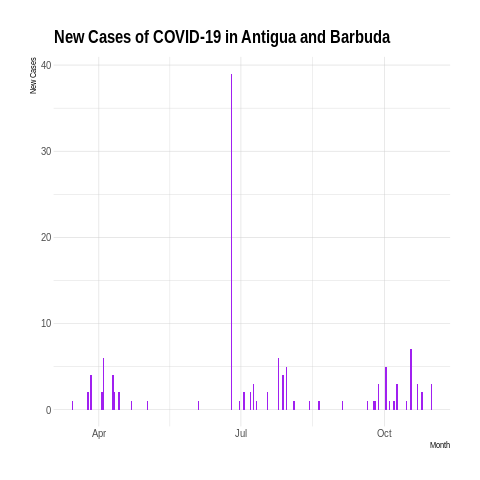 New Cases of COVID-19 in Antigua and Barbuda
New Cases
40
30
20
10
0
Apr
Jul
Oct
Month